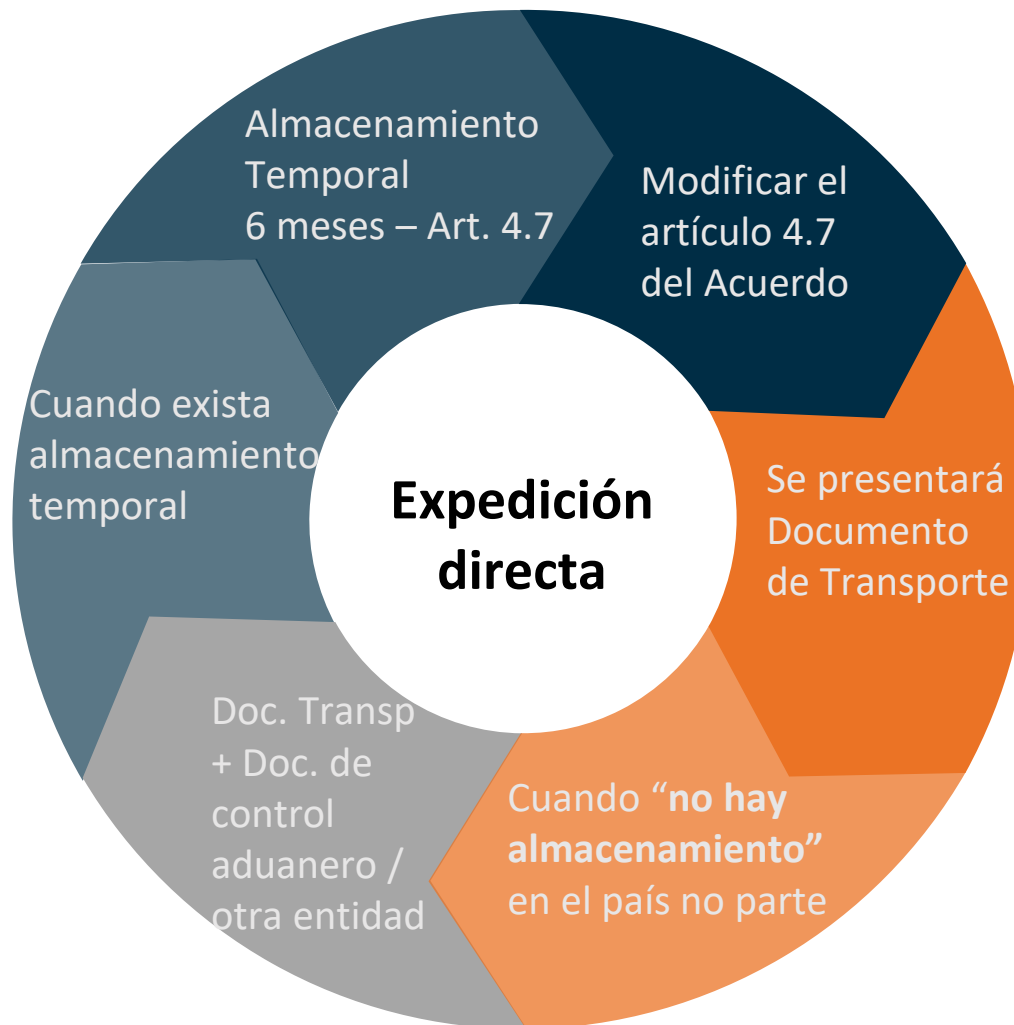 Almacenamiento
Temporal
6 meses – Art. 4.7
Modificar el
artículo 4.7
del Acuerdo
Se presentará
Documento
de Transporte
Cuando “no hay
almacenamiento”
en el país no parte
Doc. Transp
+ Doc. de
control
aduanero /
otra entidad
Cuando exista
almacenamiento
temporal
Expedición
directa